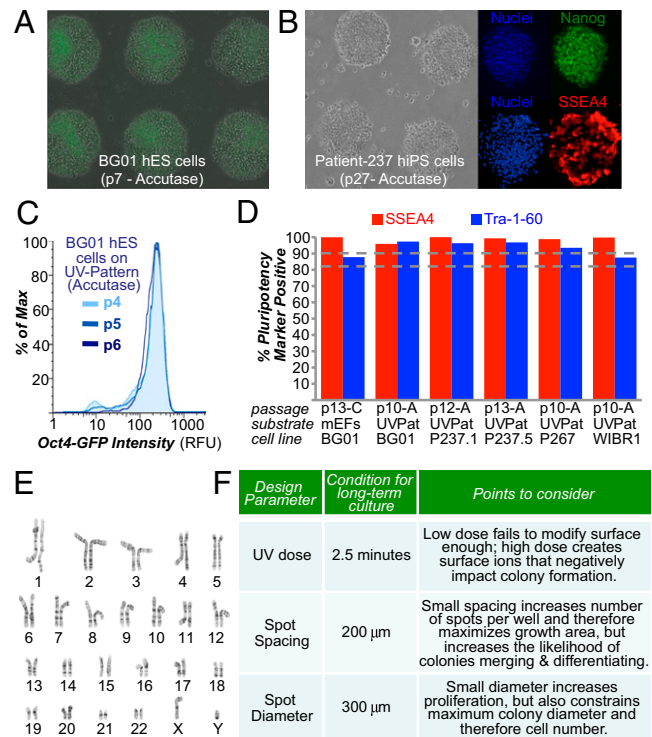 A
BG01 hES cells
(p7 - Accutase)
B
Patient-237 hiPS cells
(p27- Accutase)
Nuclei
Nanog
Nuclei
SSEA4
C
BG01 hES
cells on
UV-Pattern
(Accutase)
p4
p5
p6
% of Max
100
80
60
40
20
1
10
100
1000
Oct4-GFP Intensity (RFU)
D
SSEA4
Tra-1-60
% Pluripotency
Marker Positive
100
90
80
70
60
50
40
30
20
10
0
passage p13-C p10-A p12-A p13-A p10-A p10-A
substrate mEFs UVPat UVPat UVPat UVPat UVPat
cell line BG01 BG01 P237.1 P237.5 P267 WIBR1
E
1 2 3 4 5
6 7 8 9 10 11 12
13 14 15 16 17 18
19 20 21 22 X Y
F
Design
Parameter
Condition for
long-term
culture
Points to consider
UV dose
2.5 minutes
Low dose fails to modify surface
enough; high dose creates
surface ions that negatively
impact colony formation.
Spot
Spacing
200 µm
Small spacing increases number
of spots per well and therefore
maximizes growth area, but
increases the likelihood of
colonies merging & differentiating.
Spot
Diameter
300 µm
Small diameter increases
proliferation, but also constrains
maximum colony diameter and
therefore cell number.